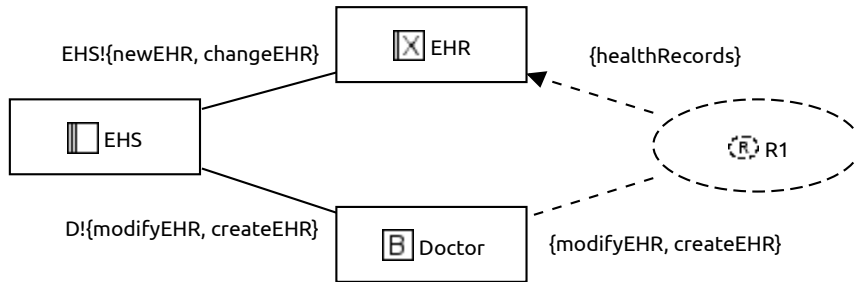 EHS!{newEHR, changeEHR}
X EHR
{healthRecords}
EHS
R R1
D!{modifyEHR, createEHR}
B Doctor
{modifyEHR, createEHR}